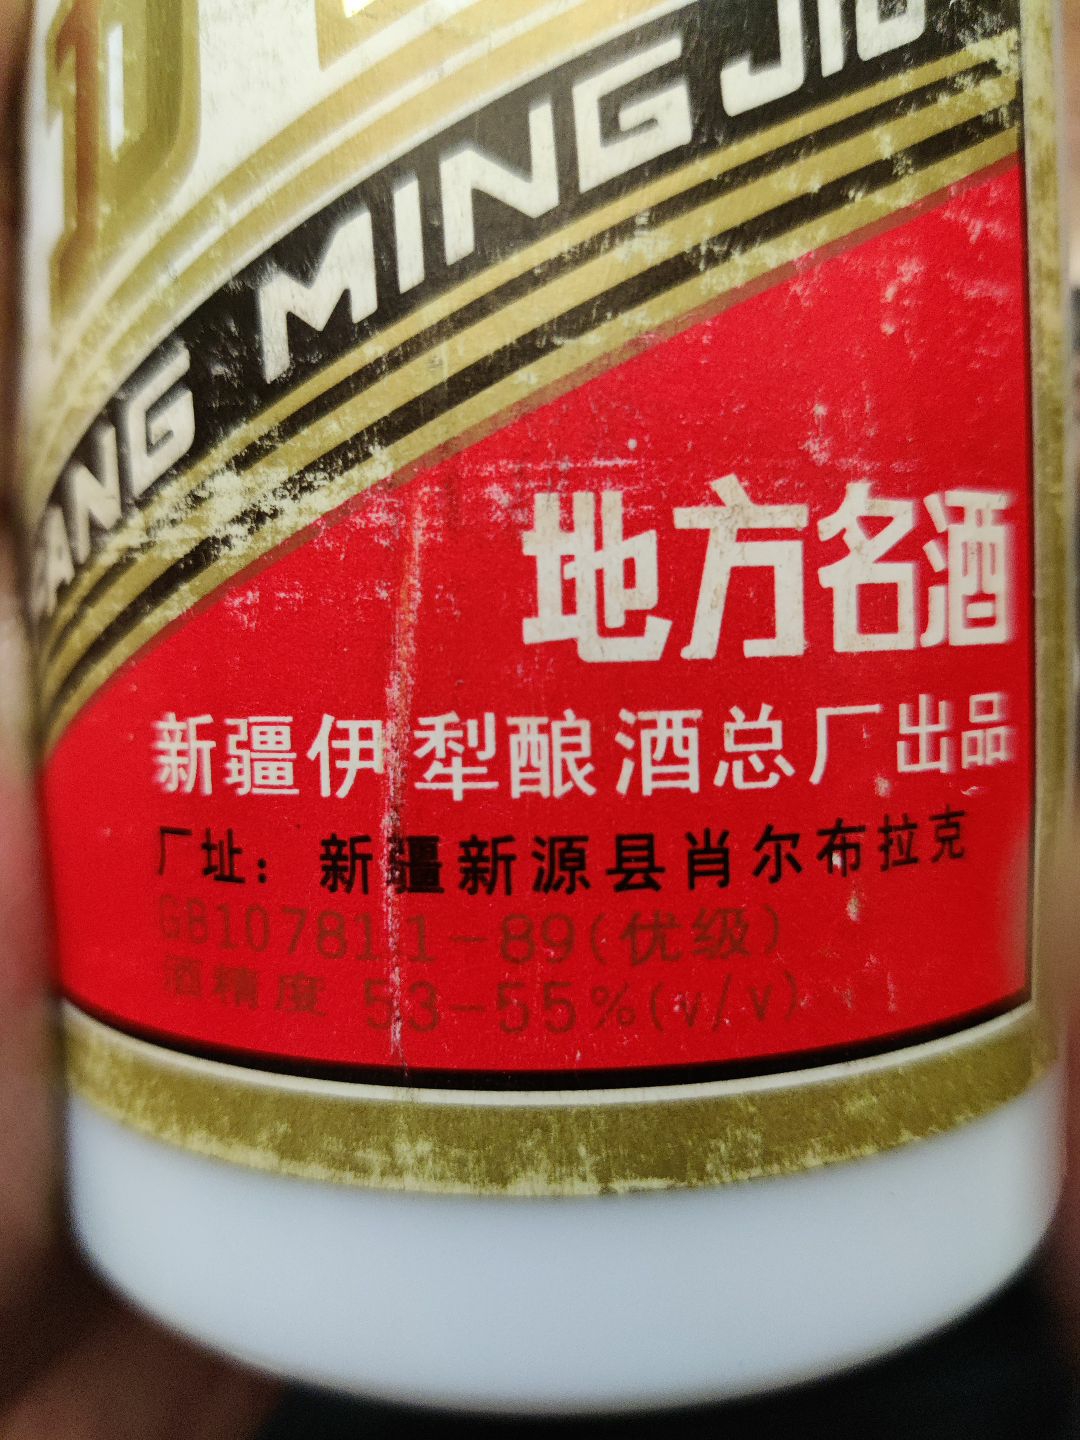 FANG MING JIU
地方名酒
新疆伊犁酿酒总厂出品
厂址：新疆新源县肖尔布拉克
GB10781.1-89(优级)
酒精度 53-55%(v/v)